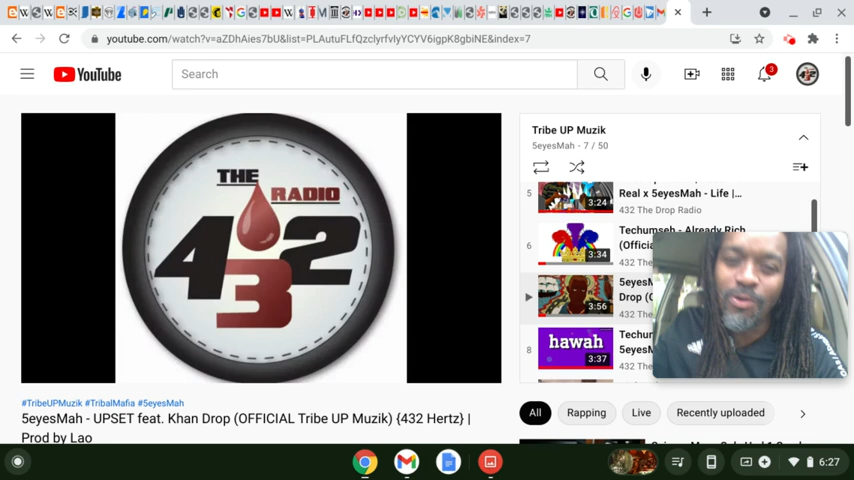 youtube.com/watch?v=aZDhAies7bU&list=PLAutuFLfQzclyrfvIyYCYV6igpK8gbiNE&index=7
YouTube
Search
3
432
THE
RADIO
432
Tribe UP Muzik
5eyesMah - 7 / 50
5
3:24
Real x 5eyesMah - Life |...
432 The Drop Radio
6
3:34
Techumseh - Already Rich
(Official
432 The
3:56
5eyesM
Drop (
432 The
8
hawah
3:37
Techun
5eyesM
432 The
#TribeUPMuzik #TribalMafia #5eyesMah
5eyesMah - UPSET feat. Khan Drop (OFFICIAL Tribe UP Muzik) {432 Hertz} |
Prod by Lao
All
Rapping
Live
Recently uploaded
6:27